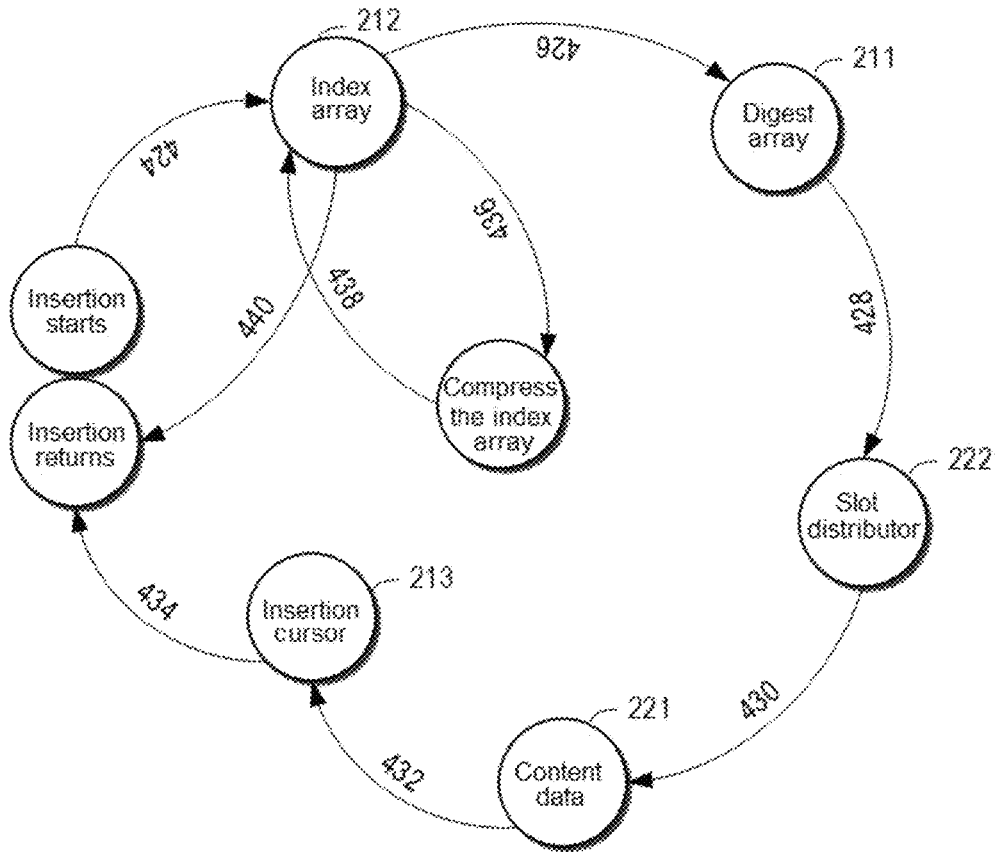 212
Index
array
426
211
Digest
array
424
436
428
Insertion
starts
440
438
Compress
the index
array
Insertion
returns
222
Slot
distributor
213
Insertion
cursor
434
430
221
Content
data
432